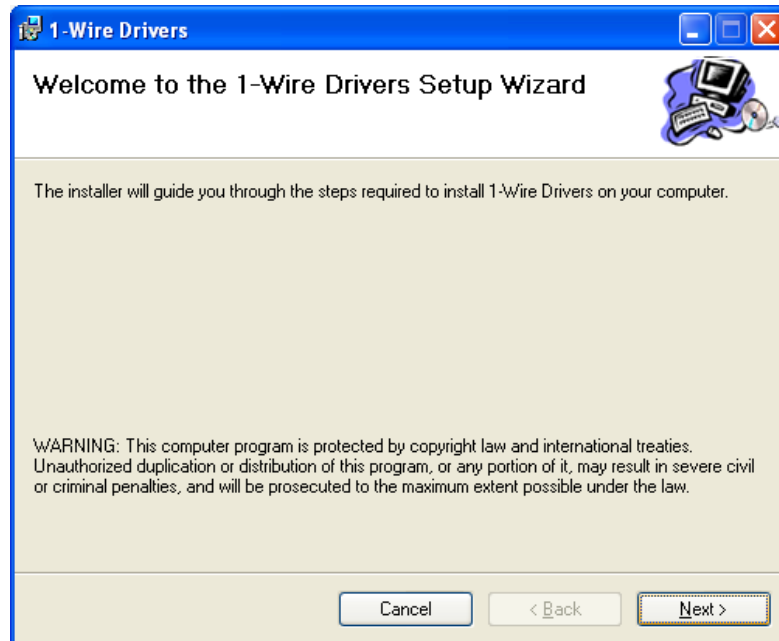 1-Wire Drivers
Welcome to the 1-Wire Drivers Setup Wizard
The installer will guide you through the steps required to install 1-Wire Drivers on your computer.
WARNING: This computer program is protected by copyright law and international treaties.
Unauthorized duplication or distribution of this program, or any portion of it, may result in severe civil
or criminal penalties, and will be prosecuted to the maximum extent possible under the law.
Cancel < Back Next >